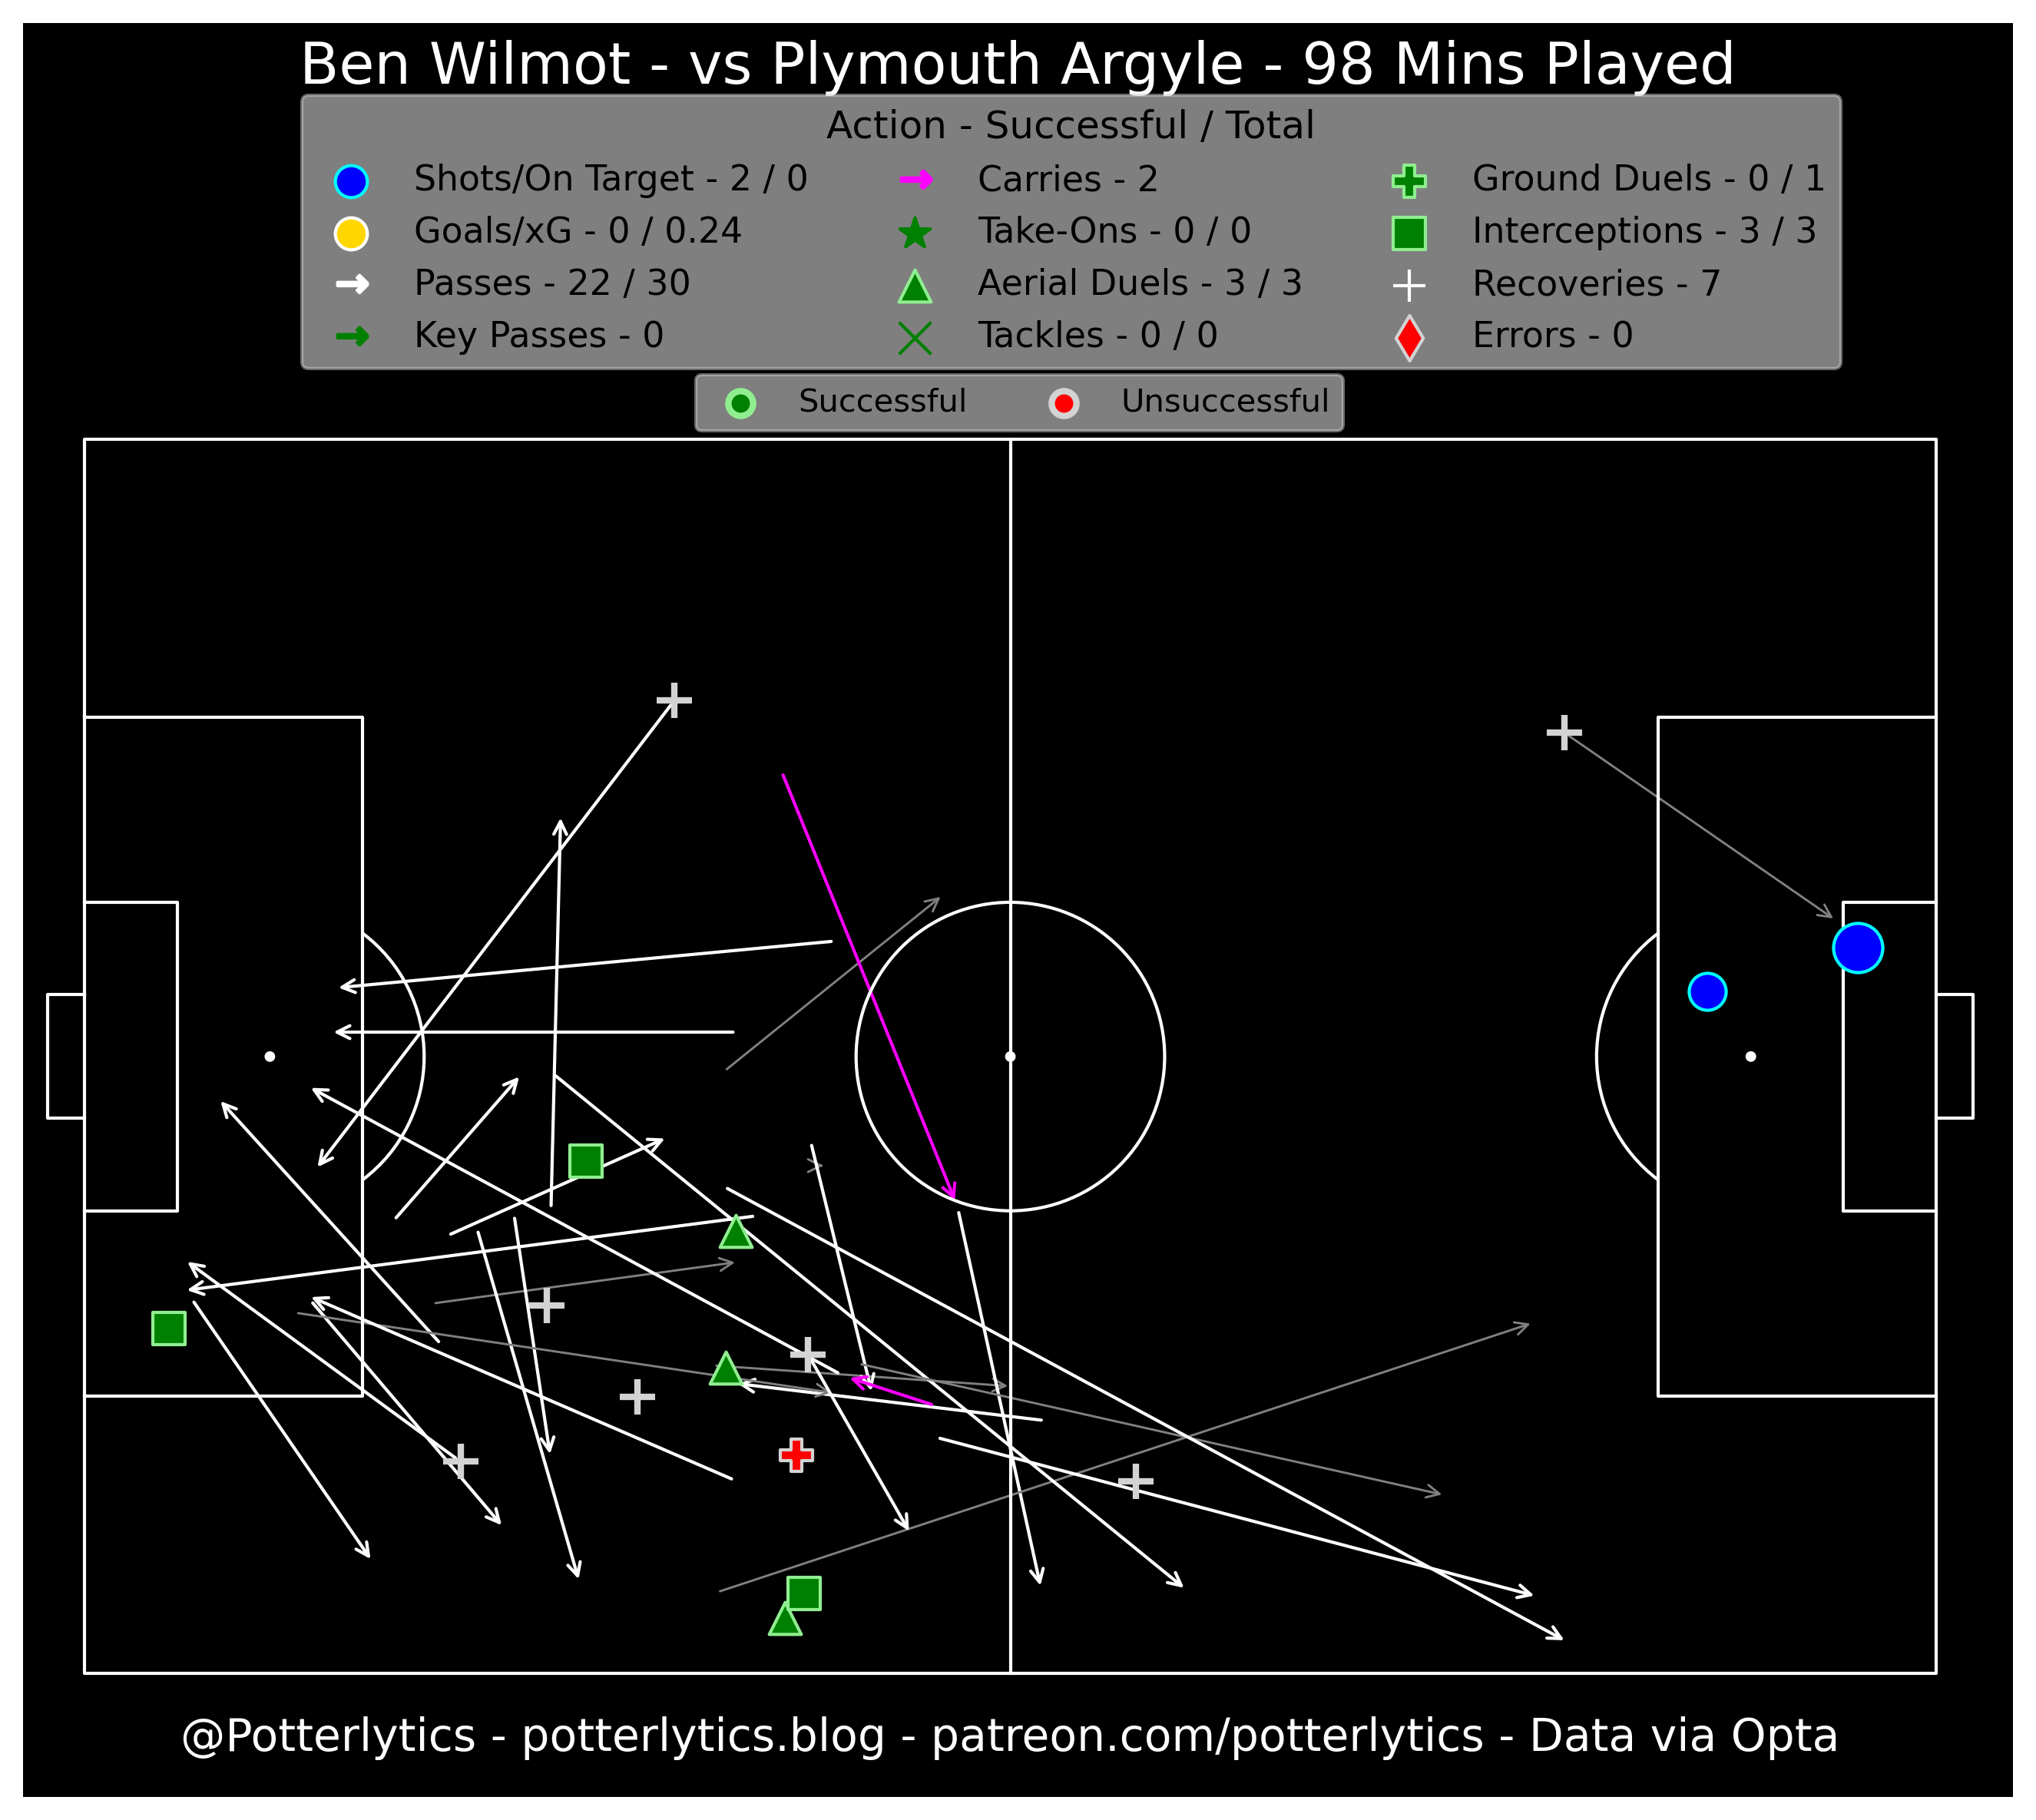 Ben Wilmot - vs Plymouth Argyle - 98 Mins Played
Action - Successful / Total
Shots/On Target - 2 / 0
Carries - 2
Ground Duels - 0 / 1
Goals/xG - 0 / 0.24
Take-Ons - 0 / 0
Interceptions - 3 / 3
Passes - 22 / 30
Aerial Duels - 3 / 3
Recoveries - 7
Key Passes - 0
Tackles - 0 / 0
Errors - 0
Successful
Unsuccessful
@Potterlytics - potterlytics.blog - patreon.com/potterlytics - Data via Opta